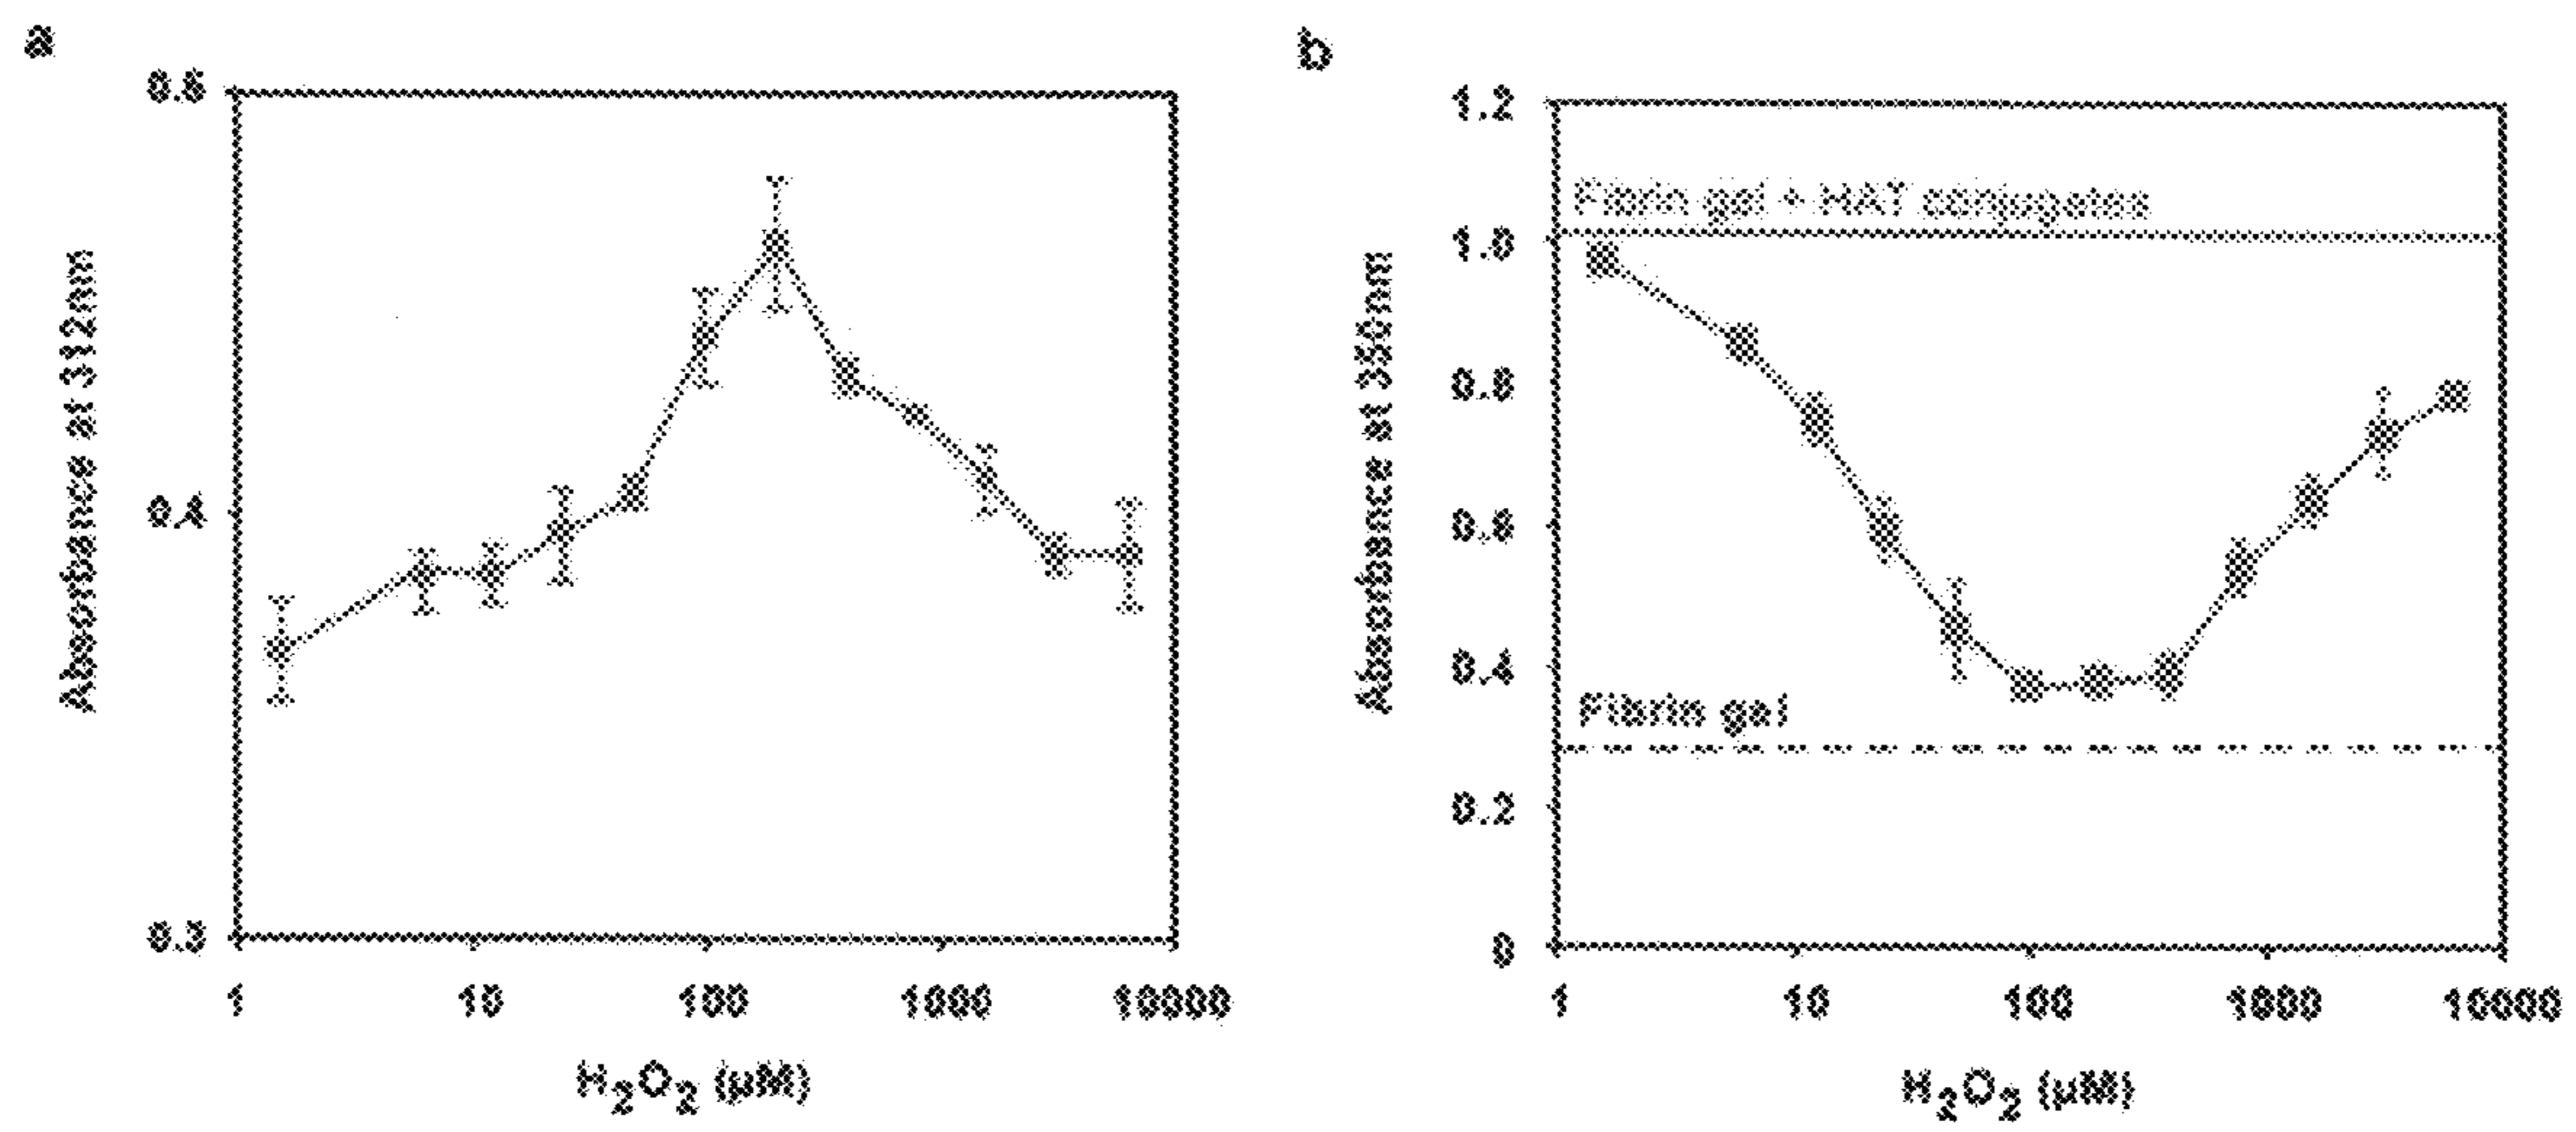 a
0.5
0.4
0.3
Absorbance at 312nm
1
10
100
1000
10000
H2O2 (µM)
b
1.2
1.0
0.8
0.6
0.4
0.2
0
Absorbance at 350nm
Fibrin gel + HAT conjugates
Fibrin gel
1
10
100
1000
10000
H2O2 (µM)